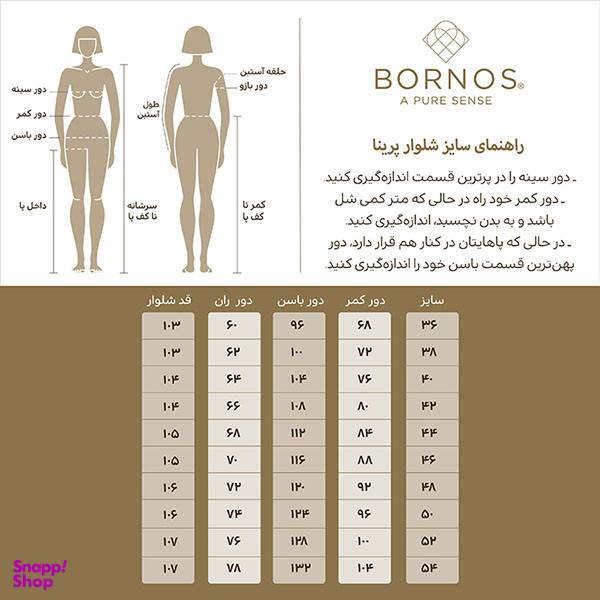 BORNOS®
A PURE SENSE
راهنمای سایز شلوار پرینا
ـ دور سینه را در پرترین قسمت اندازه‌گیری کنید.
ـ دور کمر خود راه در حالی که متر کمی شل
باشد و به بدن نچسبد، اندازه‌گیری کنید.
ـ در حالی که پاهایتان در کنار هم قرار دارد، دور
پهن‌ترین قسمت باسن خود را اندازه‌گیری کنید.
حلقه آستین
دور بازو
طول
آستین
کمر تا
کف پا
دور سینه
دور کمر
دور باسن
داخل پا
سرشانه
تا کف پا
سایز دور کمر دور باسن دور ران قد شلوار
۳۶ ۶۸ ۹۶ ۶۰ ۱۰۳
۳۸ ۷۲ ۱۰۰ ۶۲ ۱۰۳
۴۰ ۷۶ ۱۰۴ ۶۴ ۱۰۴
۴۲ ۸۰ ۱۰۸ ۶۶ ۱۰۴
۴۴ ۸۴ ۱۱۲ ۶۸ ۱۰۵
۴۶ ۸۸ ۱۱۶ ۷۰ ۱۰۵
۴۸ ۹۲ ۱۲۰ ۷۲ ۱۰۶
۵۰ ۹۶ ۱۲۴ ۷۴ ۱۰۶
۵۲ ۱۰۰ ۱۲۸ ۷۶ ۱۰۷
۵۴ ۱۰۴ ۱۳۲ ۷۸ ۱۰۷
Snapp!
Shop